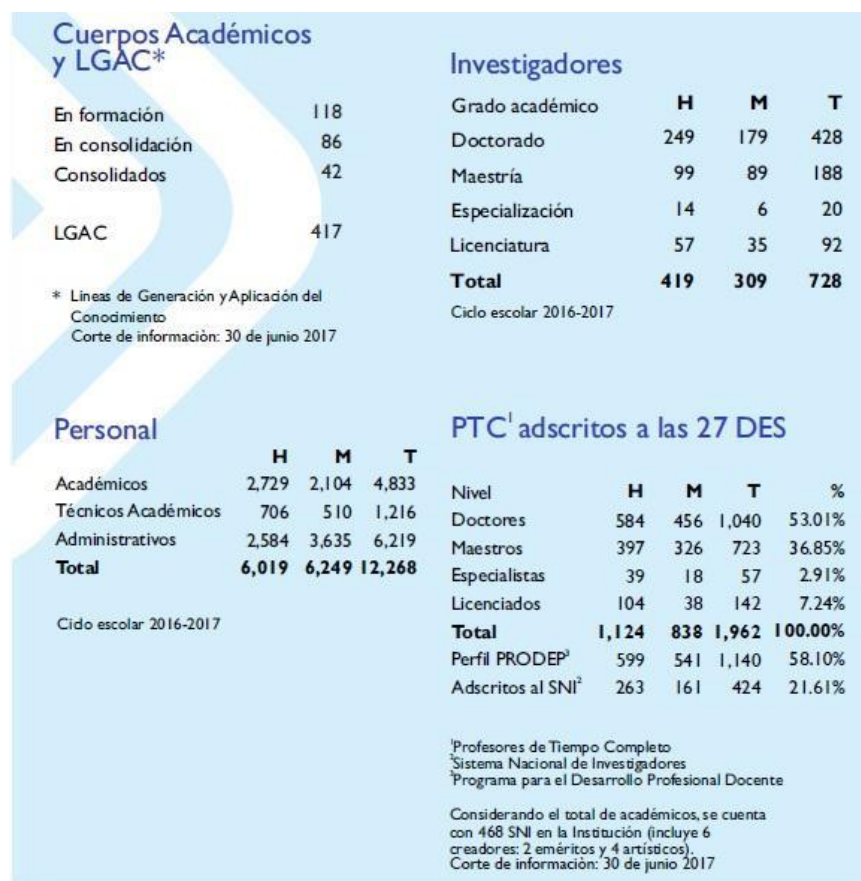 Cuerpos Académicos
y LGAC*
En formación 118
En consolidación 86
Consolidados 42
LGAC 417
* Líneas de Generación y Aplicación del
Conocimiento
Corte de informaciòn: 30 de junio 2017
Investigadores
Grado académico H M T
Doctorado 249 179 428
Maestría 99 89 188
Especialización 14 6 20
Licenciatura 57 35 92
Total 419 309 728
Ciclo escolar 2016-2017
Personal
H M T
Académicos 2,729 2,104 4,833
Técnicos Académicos 706 510 1,216
Administrativos 2,584 3,635 6,219
Total 6,019 6,249 12,268
Ciclo escolar 2016-2017
PTC¹ adscritos a las 27 DES
Nivel H M T %
Doctores 584 456 1,040 53.01%
Maestros 397 326 723 36.85%
Especialistas 39 18 57 2.91%
Licenciados 104 38 142 7.24%
Total 1,124 838 1,962 100.00%
Perfil PRODEP³ 599 541 1,140 58.10%
Adscritos al SNI² 263 161 424 21.61%
¹Profesores de Tiempo Completo
²Sistema Nacional de Investigadores
³Programa para el Desarrollo Profesional Docente
Considerando el total de académicos, se cuenta
con 468 SNI en la Institución (incluye 6
creadores: 2 eméritos y 4 artísticos).
Corte de informaciòn: 30 de junio 2017